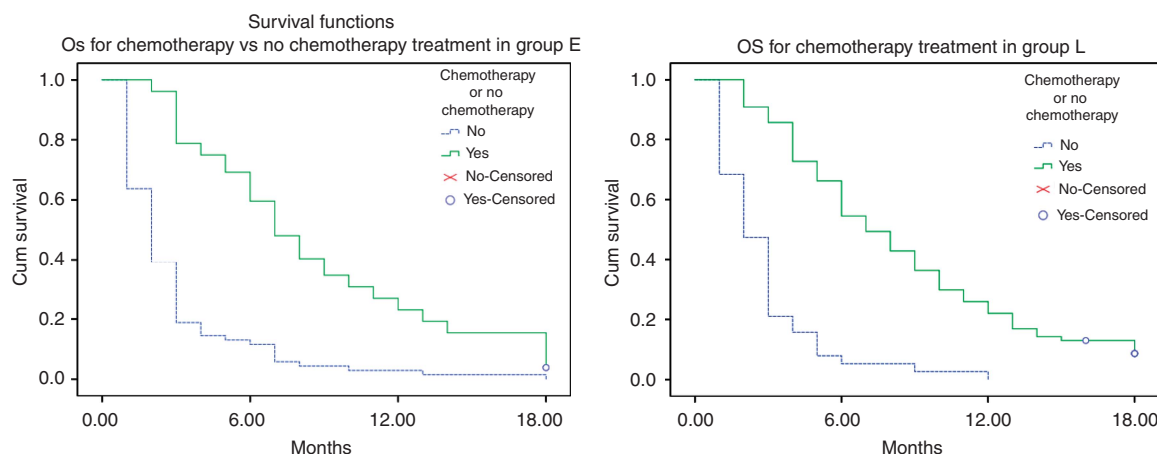 Survival functions
Os for chemotherapy vs no chemotherapy treatment in group E
Cum survival
1.0
0.8
0.6
0.4
0.2
0.0
0.00
6.00
12.00
18.00
Months
Chemotherapy
or no
chemotherapy
No
Yes
No-Censored
Yes-Censored
OS for chemotherapy treatment in group L
Cum survival
1.0
0.8
0.6
0.4
0.2
0.0
0.00
6.00
12.00
18.00
Months
Chemotherapy
or no
chemotherapy
No
Yes
No-Censored
Yes-Censored